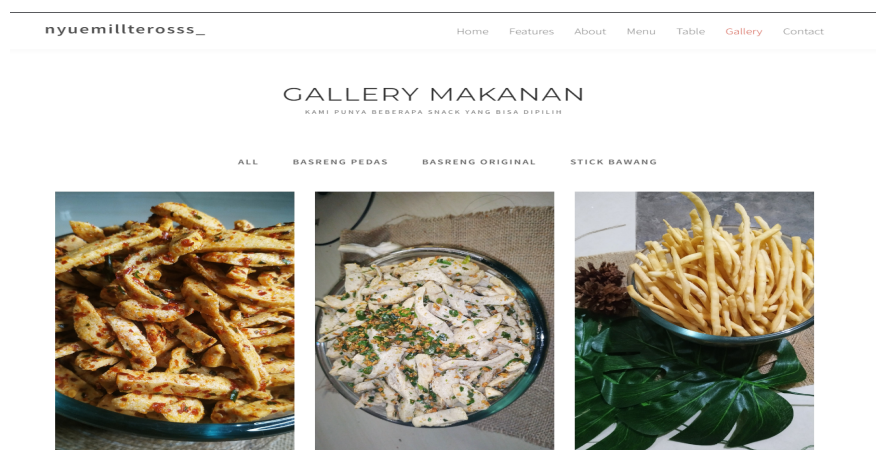 nyuemillterosss_
Home Features About Menu Table Gallery Contact
GALLERY MAKANAN
KAMI PUNYA BEBERAPA SNACK YANG BISA DIPILIH
ALL BASRENG PEDAS BASRENG ORIGINAL STICK BAWANG